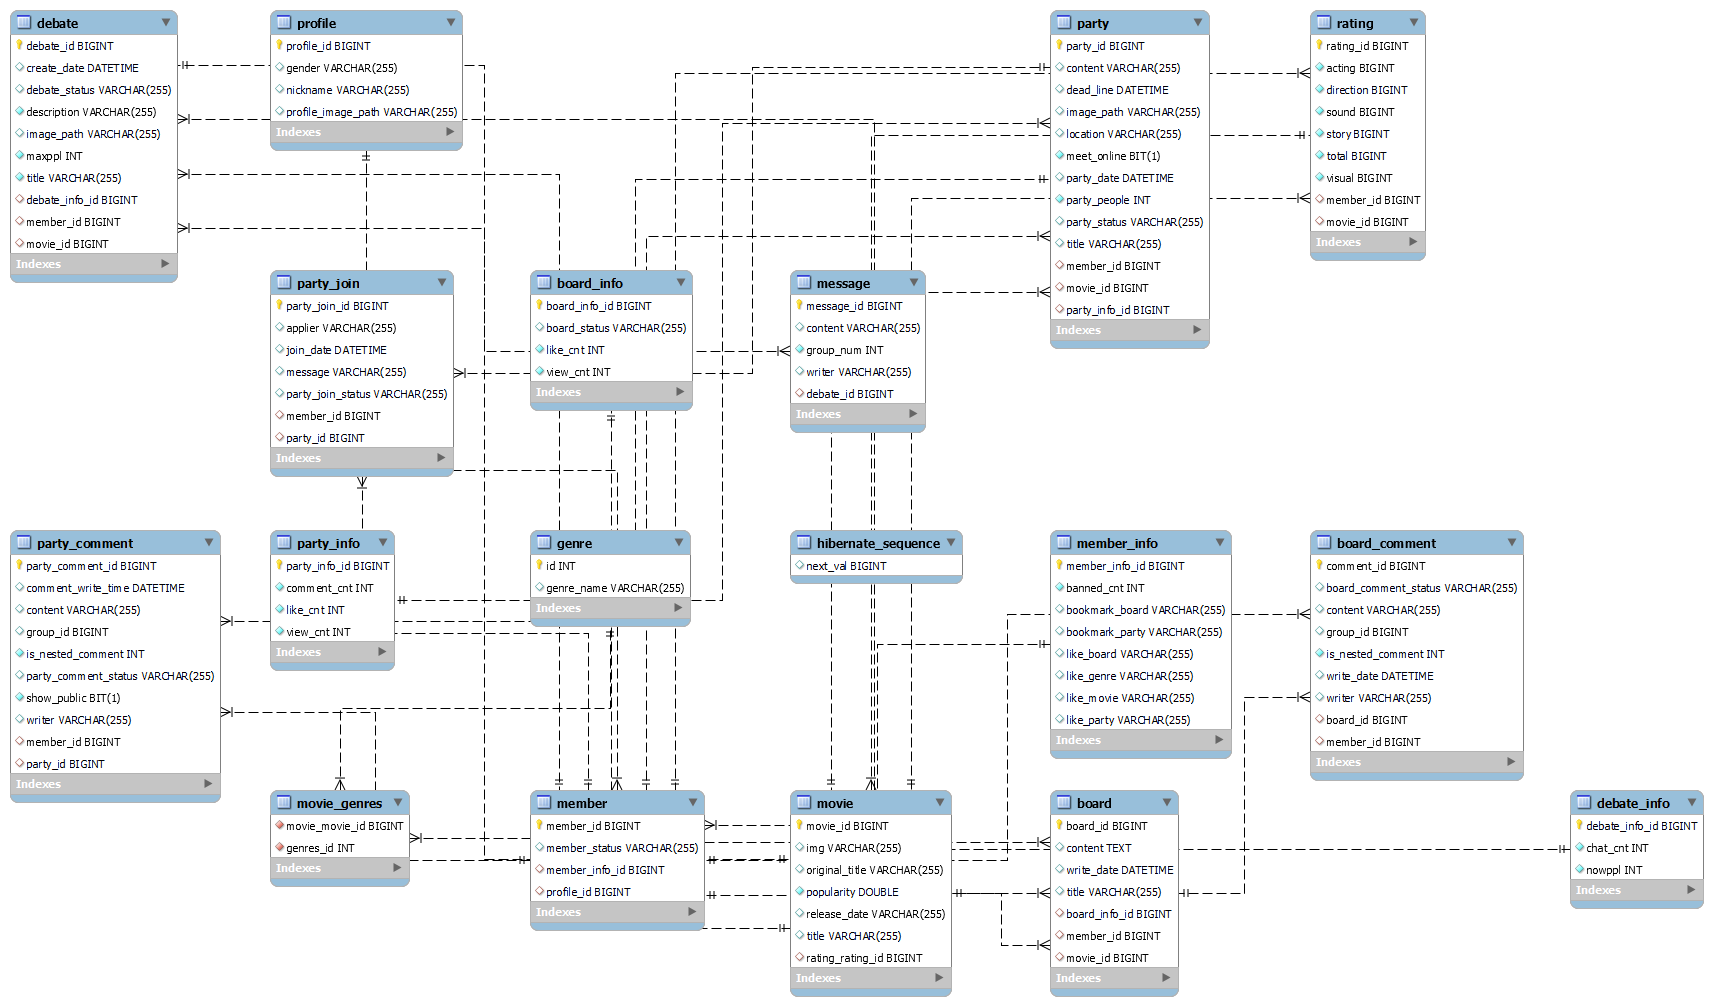 debate
debate_id BIGINT
create_date DATETIME
debate_status VARCHAR(255)
description VARCHAR(255)
image_path VARCHAR(255)
maxppl INT
title VARCHAR(255)
debate_info_id BIGINT
member_id BIGINT
movie_id BIGINT
Indexes
profile
profile_id BIGINT
gender VARCHAR(255)
nickname VARCHAR(255)
profile_image_path VARCHAR(255)
Indexes
party
party_id BIGINT
content VARCHAR(255)
dead_line DATETIME
image_path VARCHAR(255)
location VARCHAR(255)
meet_online BIT(1)
party_date DATETIME
party_people INT
party_status VARCHAR(255)
title VARCHAR(255)
member_id BIGINT
movie_id BIGINT
party_info_id BIGINT
Indexes
rating
rating_id BIGINT
acting BIGINT
direction BIGINT
sound BIGINT
story BIGINT
total BIGINT
visual BIGINT
member_id BIGINT
movie_id BIGINT
Indexes
party_join
party_join_id BIGINT
applier VARCHAR(255)
join_date DATETIME
message VARCHAR(255)
party_join_status VARCHAR(255)
member_id BIGINT
party_id BIGINT
Indexes
board_info
board_info_id BIGINT
board_status VARCHAR(255)
like_cnt INT
view_cnt INT
Indexes
message
message_id BIGINT
content VARCHAR(255)
group_num INT
writer VARCHAR(255)
debate_id BIGINT
Indexes
party_comment
party_comment_id BIGINT
comment_write_time DATETIME
content VARCHAR(255)
group_id BIGINT
is_nested_comment INT
party_comment_status VARCHAR(255)
show_public BIT(1)
writer VARCHAR(255)
member_id BIGINT
party_id BIGINT
Indexes
party_info
party_info_id BIGINT
comment_cnt INT
like_cnt INT
view_cnt INT
Indexes
genre
id INT
genre_name VARCHAR(255)
Indexes
hibernate_sequence
next_val BIGINT
member_info
member_info_id BIGINT
banned_cnt INT
bookmark_board VARCHAR(255)
bookmark_party VARCHAR(255)
like_board VARCHAR(255)
like_genre VARCHAR(255)
like_movie VARCHAR(255)
like_party VARCHAR(255)
Indexes
board_comment
comment_id BIGINT
board_comment_status VARCHAR(255)
content VARCHAR(255)
group_id BIGINT
is_nested_comment INT
write_date DATETIME
writer VARCHAR(255)
board_id BIGINT
member_id BIGINT
Indexes
movie_genres
movie_movie_id BIGINT
genres_id INT
Indexes
member
member_id BIGINT
member_status VARCHAR(255)
member_info_id BIGINT
profile_id BIGINT
Indexes
movie
movie_id BIGINT
img VARCHAR(255)
original_title VARCHAR(255)
popularity DOUBLE
release_date VARCHAR(255)
title VARCHAR(255)
rating_rating_id BIGINT
Indexes
board
board_id BIGINT
content TEXT
write_date DATETIME
title VARCHAR(255)
board_info_id BIGINT
member_id BIGINT
movie_id BIGINT
Indexes
debate_info
debate_info_id BIGINT
chat_cnt INT
nowppl INT
Indexes